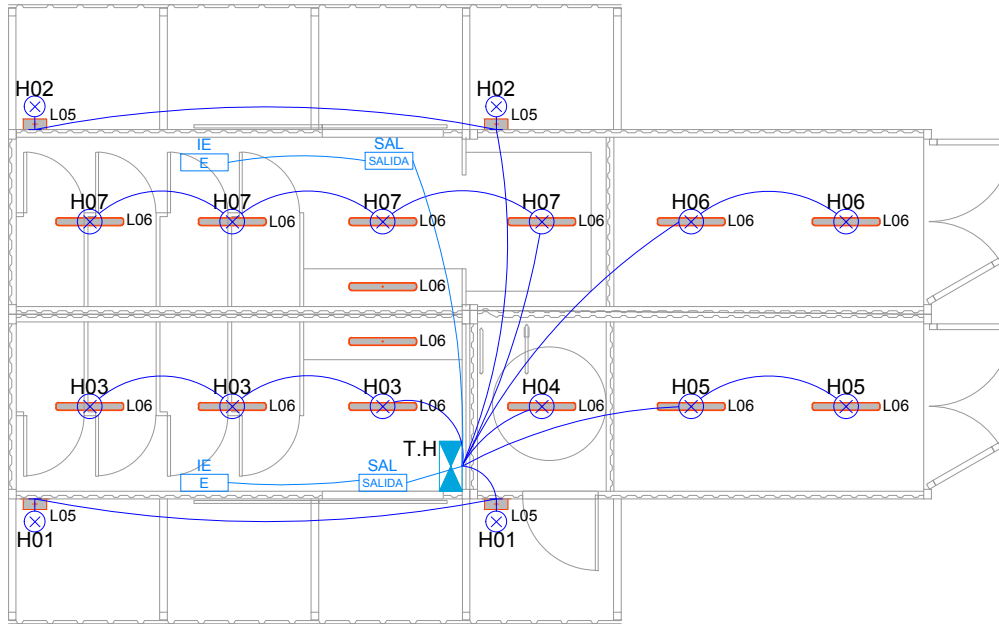 H02 H02
L05 L05
IE SAL
E SALIDA
H07 H07 H07 H07 H06 H06
L06 L06 L06 L06 L06 L06
L06
L06
H03 H03 H03 H04 H05 H05
L06 L06 L06 L06 L06 L06
T.H
IE SAL
E SALIDA
L05 L05
H01 H01